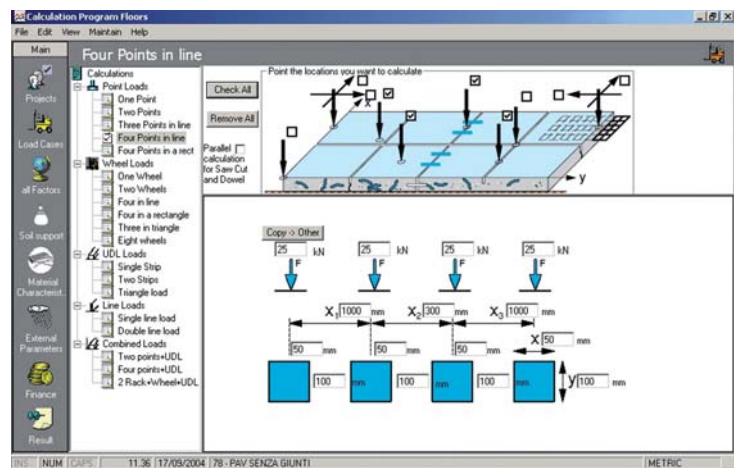 Calculation Program Floors
File Edit View Maintain Help
Main
Four Points in line
Projects
Load Cases
all Factors
Soil support
Material
Characterist..
External
Parameters
Finance
Result
Calculations
Point Loads
One Point
Two Points
Three Points in line
Four Points in line
Four Points in a rect
Wheel Loads
One Wheel
Two Wheels
Four in line
Four in a rectangle
Three in triangle
Eight wheels
UDL Loads
Single Strip
Two Strips
Triangle load
Line Loads
Single line load
Double line load
Combined Loads
Two points+UDL
Four points+UDL
2 Rack+Wheel+UDL
Check All
Remove All
Parallel
calculation
for Saw Cut
and Dowel
Point the locations you want to calculate
x
y
Copy -> Other
25 kN 25 kN 25 kN 25 kN
F F F F
X1 1000 mm X2 300 mm X3 1000 mm
50 mm 50 mm 50 mm X 50 mm
100 mm 100 mm 100 mm y 100 mm
INS NUM CAPS 11.36 17/09/2004 78 - PAV SENZA GIUNTI METRIC